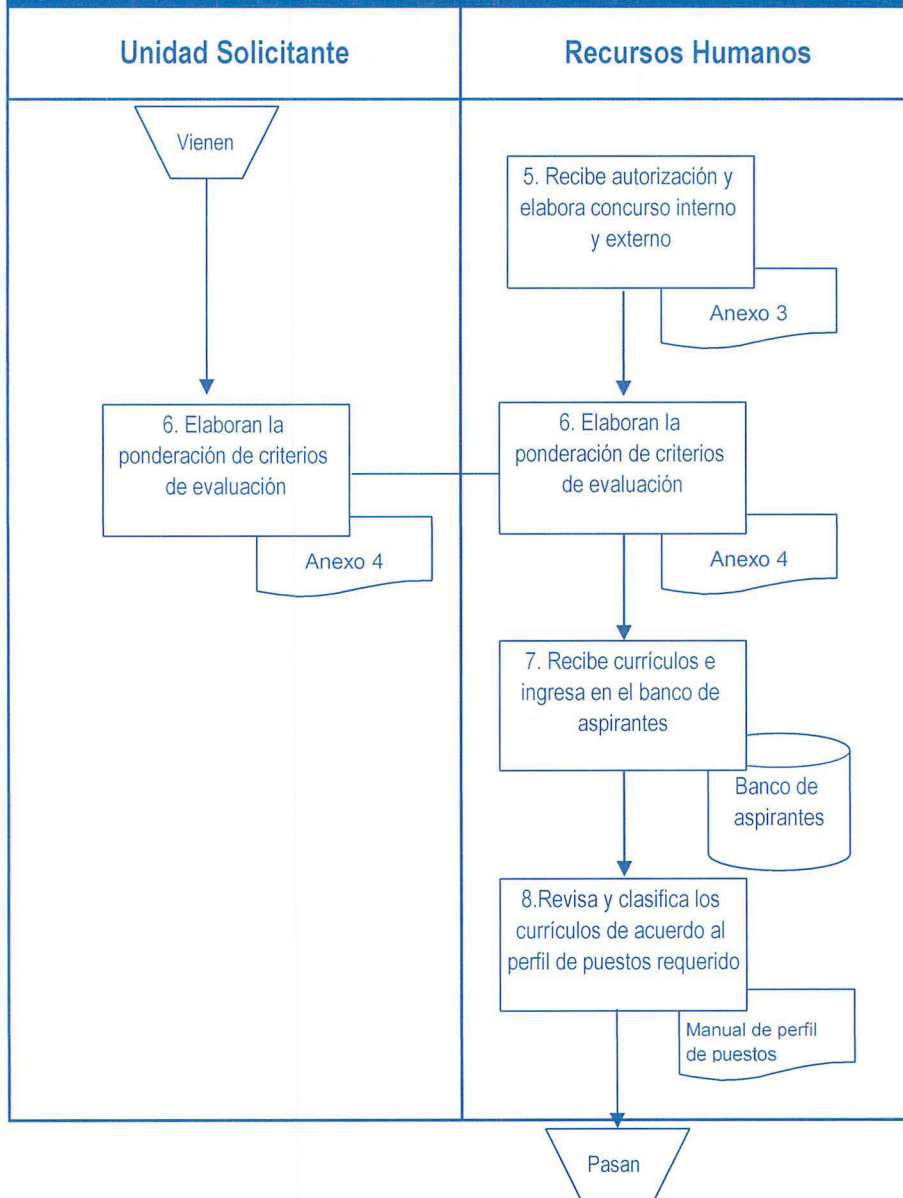 Unidad Solicitante
Recursos Humanos
Vienen
5. Recibe autorización y
elabora concurso interno
y externo
Anexo 3
6. Elaboran la
ponderación de criterios
de evaluación
Anexo 4
6. Elaboran la
ponderación de criterios
de evaluación
Anexo 4
7. Recibe currículos e
ingresa en el banco de
aspirantes
Banco de
aspirantes
8.Revisa y clasifica los
currículos de acuerdo al
perfil de puestos requerido
Manual de perfil
de puestos
Pasan